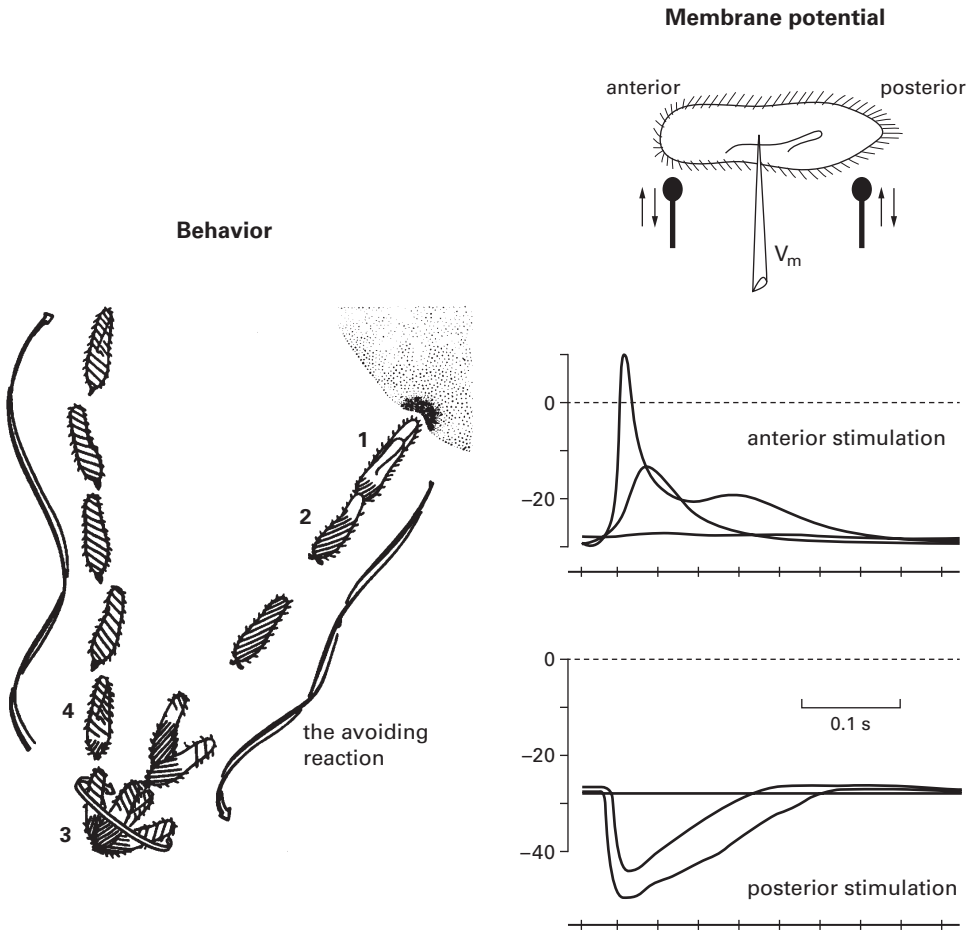 Membrane potential
anterior
posterior
Vm
Behavior
1
2
4
3
the avoiding
reaction
0
−20
anterior stimulation
0
−20
−40
0.1 s
posterior stimulation